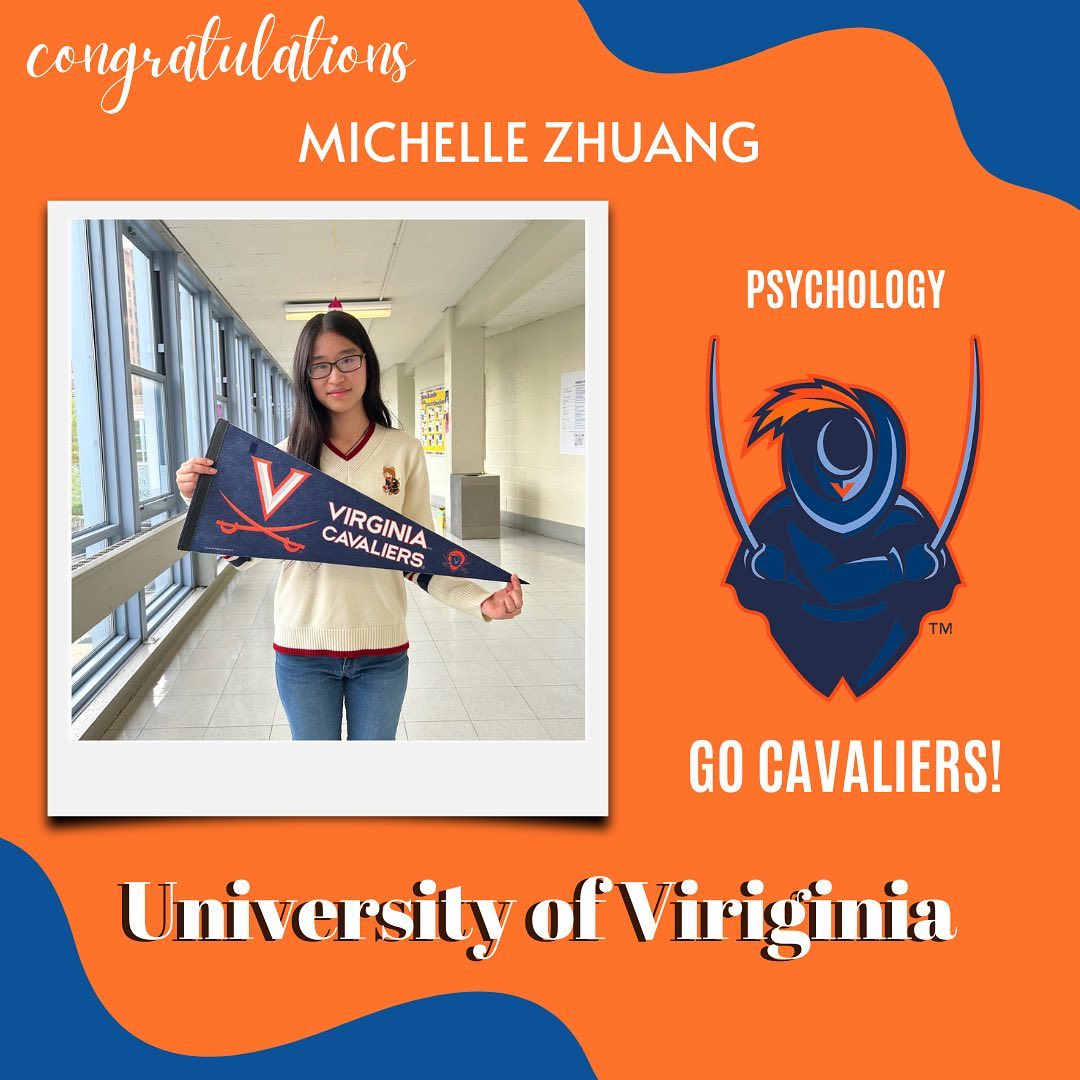 congratulations
MICHELLE ZHUANG
PSYCHOLOGY
V
VIRGINIA
CAVALIERS
TM
GO CAVALIERS!
University of Viriginia